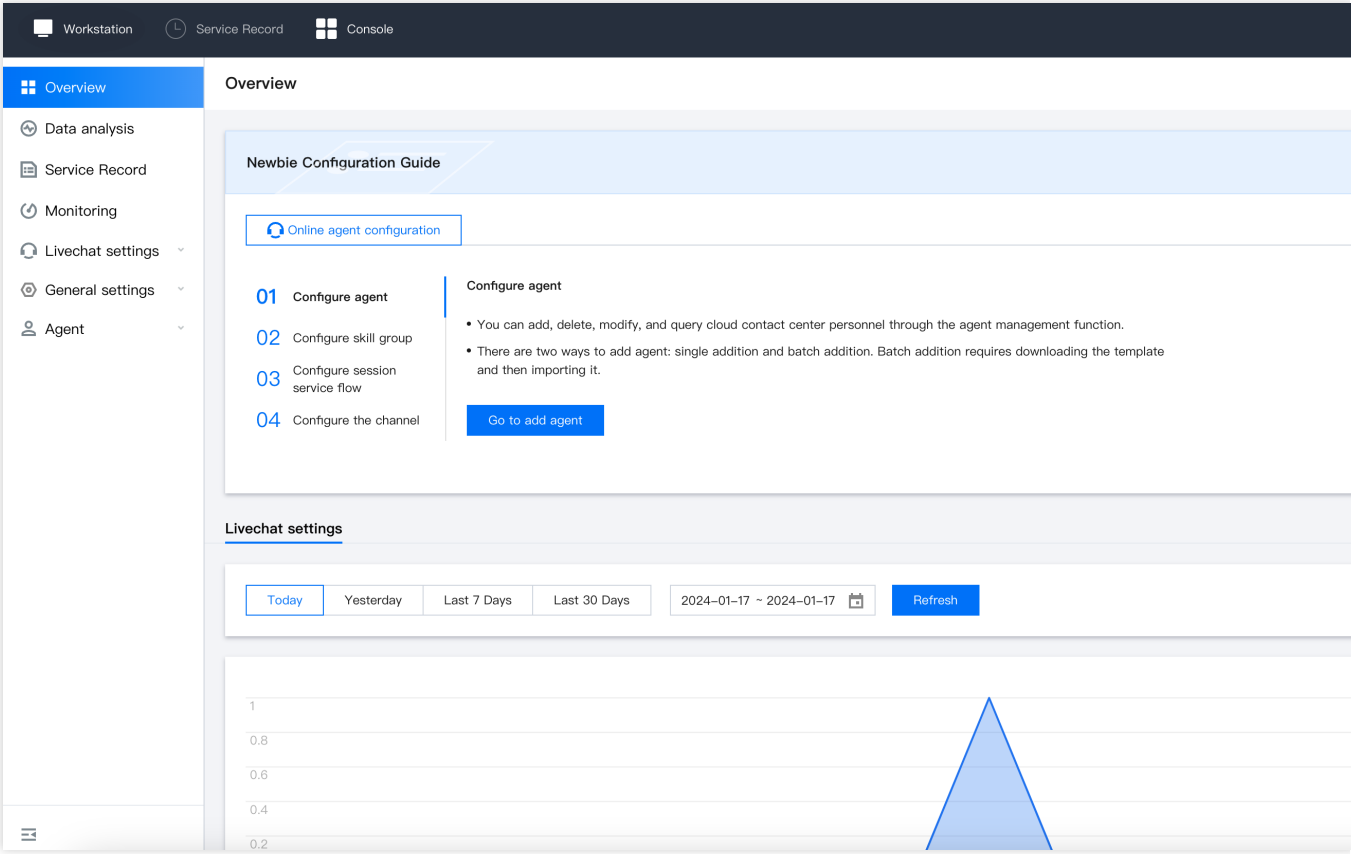 Workstation
Service Record
Console
Overview
Data analysis
Service Record
Monitoring
Livechat settings
General settings
Agent
Overview
Newbie Configuration Guide
Online agent configuration
01 Configure agent
02 Configure skill group
03 Configure session
service flow
04 Configure the channel
Configure agent
• You can add, delete, modify, and query cloud contact center personnel through the agent management function.
• There are two ways to add agent: single addition and batch addition. Batch addition requires downloading the template
and then importing it.
Go to add agent
Livechat settings
Today
Yesterday
Last 7 Days
Last 30 Days
2024-01-17 ~ 2024-01-17
Refresh
1
0.8
0.6
0.4
0.2